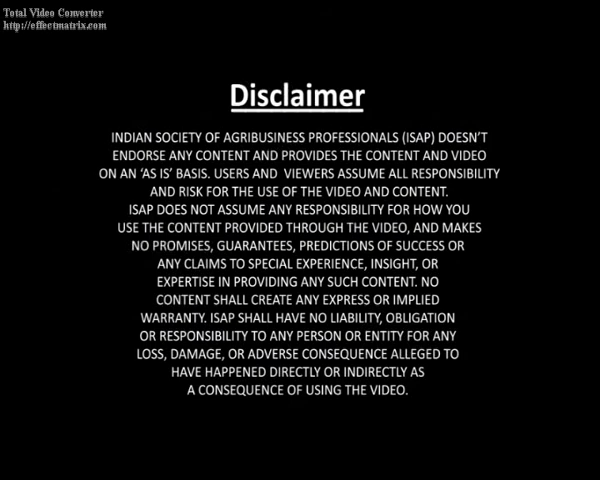 Total Video Converter
http://effectmatrix.com
Disclaimer
INDIAN SOCIETY OF AGRIBUSINESS PROFESSIONALS (ISAP) DOESN'T
ENDORSE ANY CONTENT AND PROVIDES THE CONTENT AND VIDEO
ON AN 'AS IS' BASIS. USERS AND VIEWERS ASSUME ALL RESPONSIBILITY
AND RISK FOR THE USE OF THE VIDEO AND CONTENT.
ISAP DOES NOT ASSUME ANY RESPONSIBILITY FOR HOW YOU
USE THE CONTENT PROVIDED THROUGH THE VIDEO, AND MAKES
NO PROMISES, GUARANTEES, PREDICTIONS OF SUCCESS OR
ANY CLAIMS TO SPECIAL EXPERIENCE, INSIGHT, OR
EXPERTISE IN PROVIDING ANY SUCH CONTENT. NO
CONTENT SHALL CREATE ANY EXPRESS OR IMPLIED
WARRANTY. ISAP SHALL HAVE NO LIABILITY, OBLIGATION
OR RESPONSIBILITY TO ANY PERSON OR ENTITY FOR ANY
LOSS, DAMAGE, OR ADVERSE CONSEQUENCE ALLEGED TO
HAVE HAPPENED DIRECTLY OR INDIRECTLY AS
A CONSEQUENCE OF USING THE VIDEO.